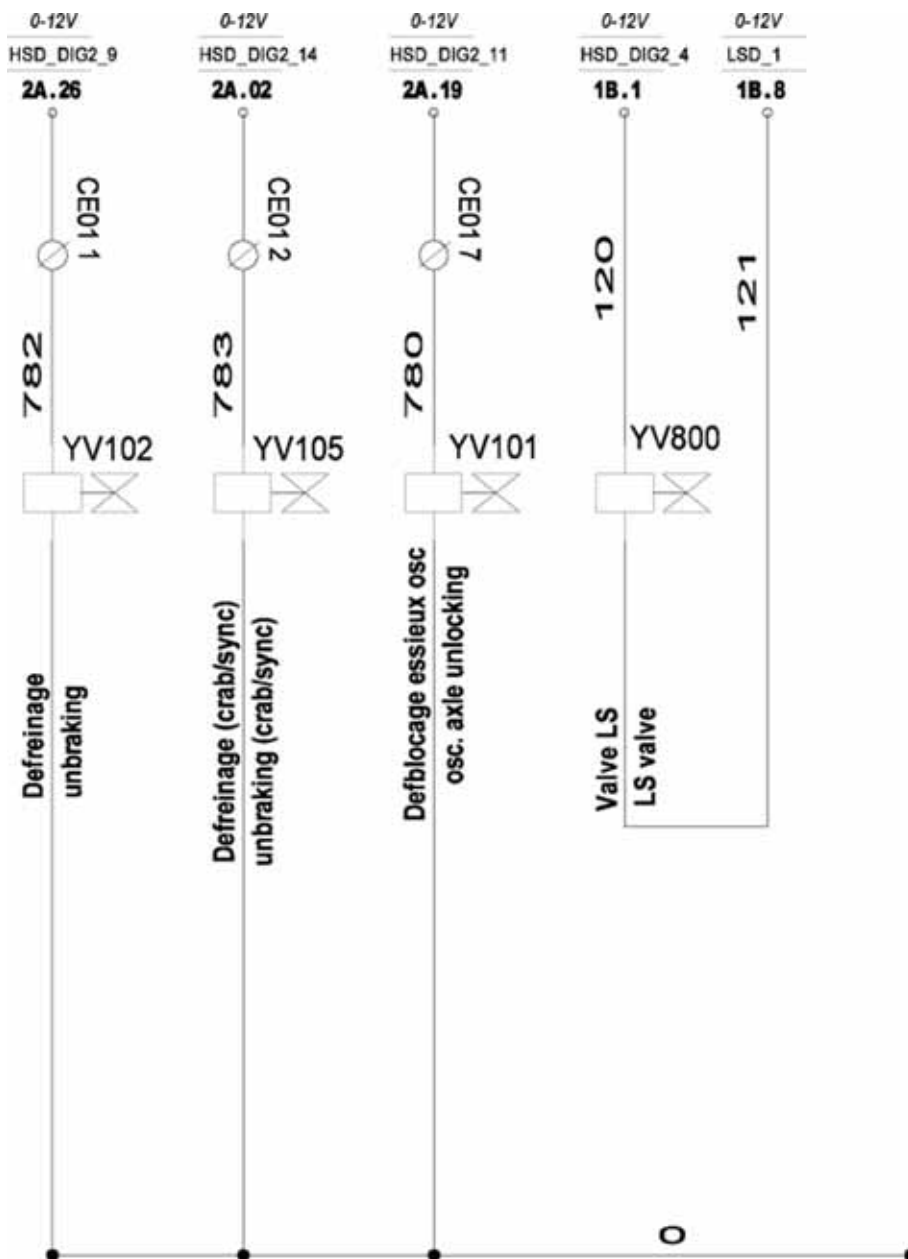 0-12V
HSD_DIG2_9
2A.26
0-12V
HSD_DIG2_14
2A.02
0-12V
HSD_DIG2_11
2A.19
0-12V
HSD_DIG2_4
1B.1
0-12V
LSD_1
1B.8
CE01 1
CE01 2
CE01 7
120
121
782
783
780
YV102
YV105
YV101
YV800
Defreinage
unbraking
Defreinage (crab/sync)
unbraking (crab/sync)
Defblocage essieux osc
osc. axle unlocking
Valve LS
LS valve
0